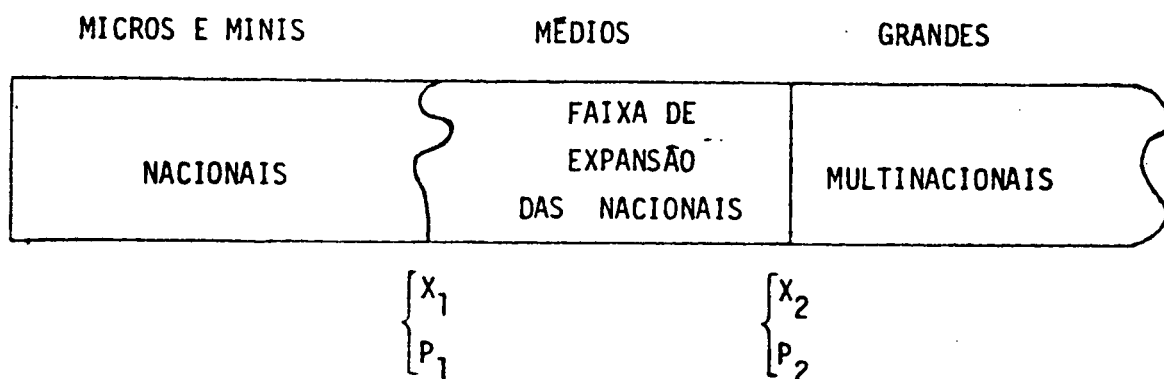 MICROS E MINIS MÉDIOS GRANDES
NACIONAIS
FAIXA DE
EXPANSÃO
DAS NACIONAIS
MULTINACIONAIS
X1 X2
P1 P2